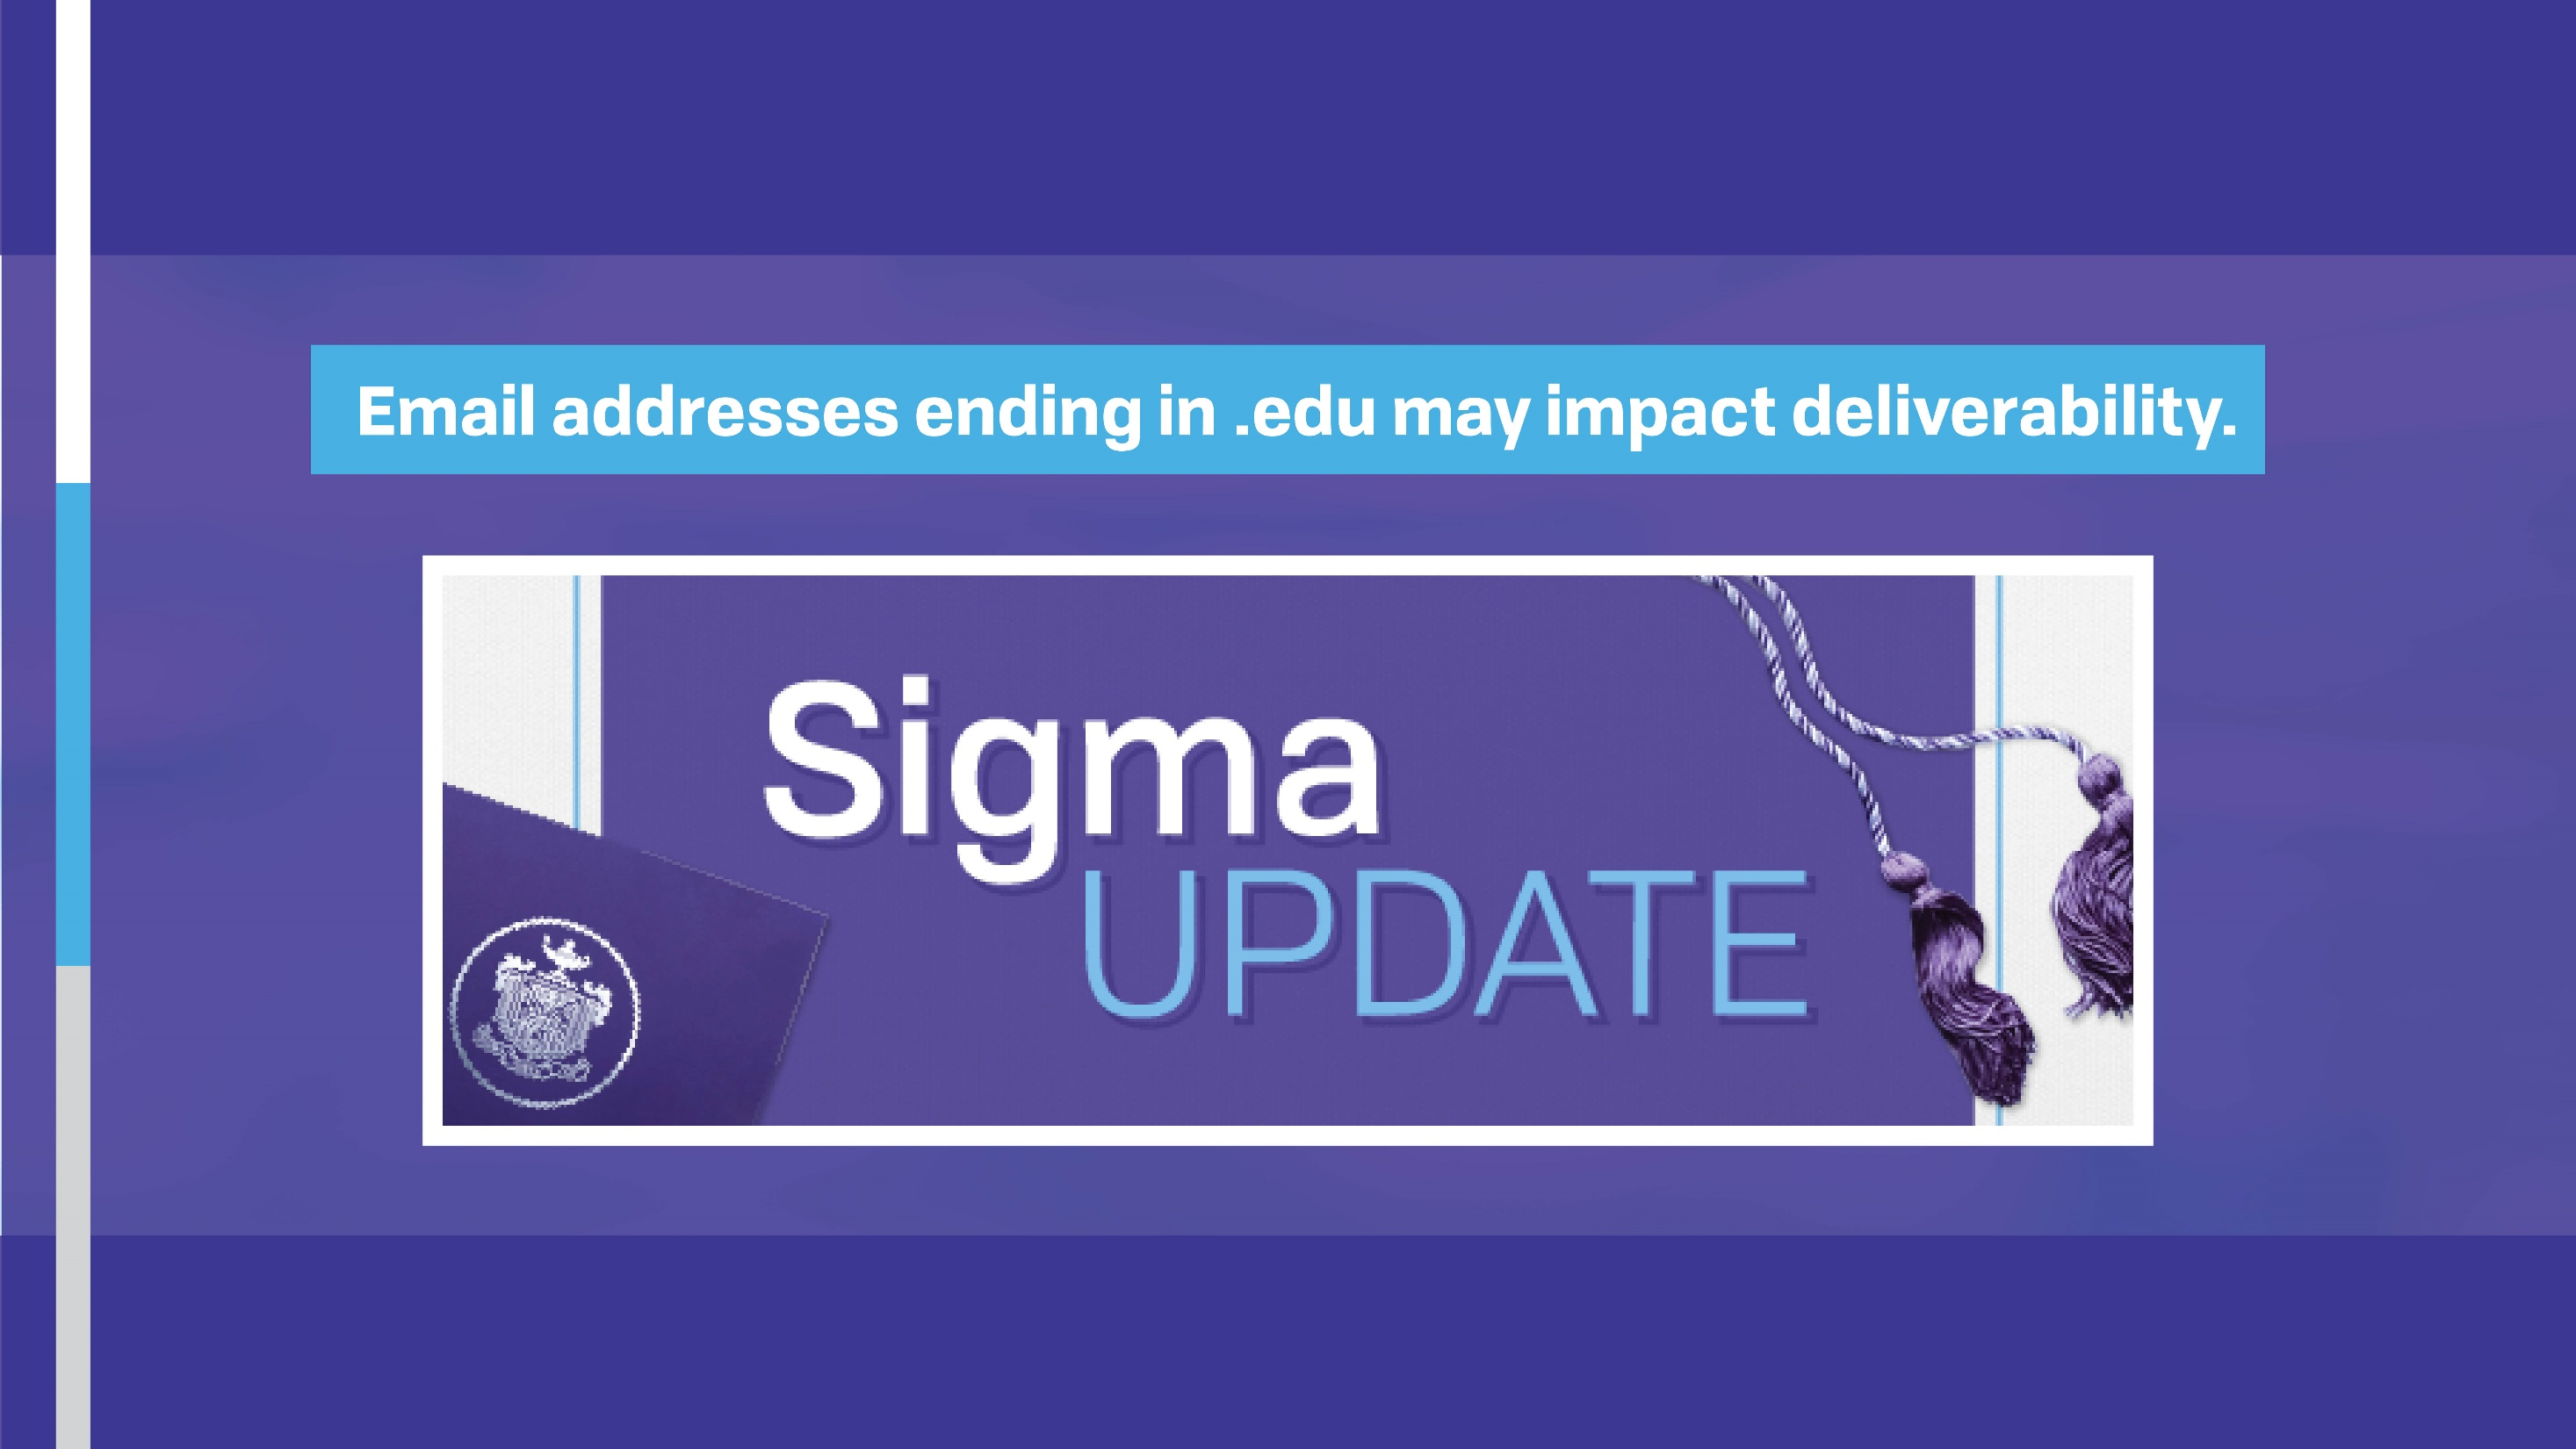 Email addresses ending in .edu may impact deliverability.
Sigma
UPDATE